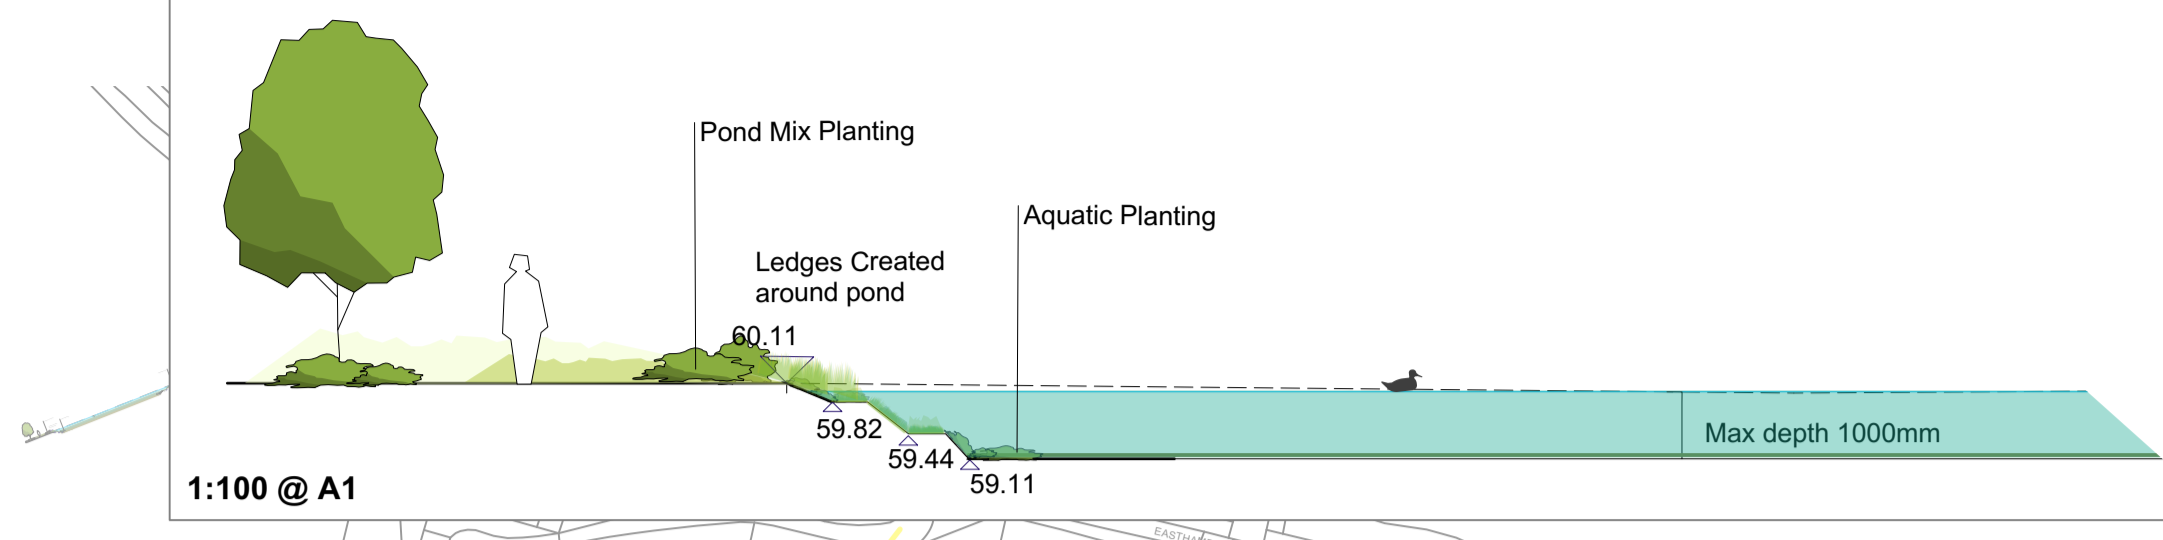 Pond Mix Planting
Aquatic Planting
Ledges Created
around pond
60.11
59.82
59.44
59.11
Max depth 1000mm
1:100 @ A1